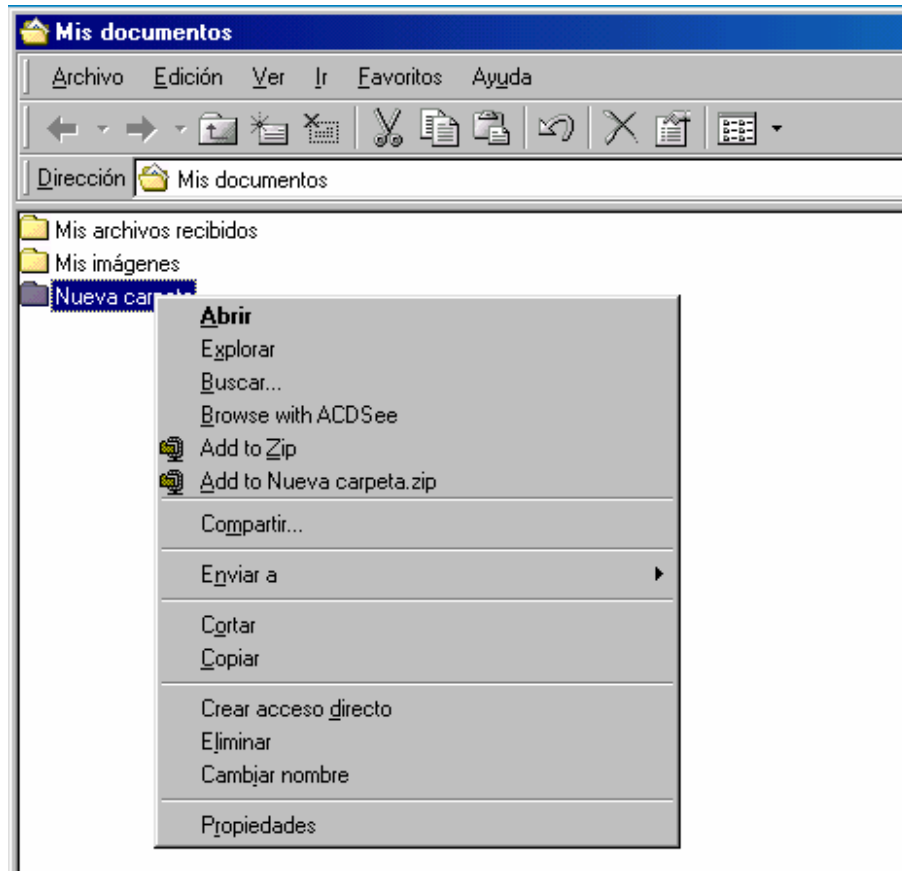 Mis documentos
Archivo Edición Ver Ir Favoritos Ayuda
Dirección Mis documentos
Mis archivos recibidos
Mis imágenes
Nueva carpeta
Abrir
Explorar
Buscar...
Browse with ACDSee
Add to Zip
Add to Nueva carpeta.zip
Compartir...
Enviar a
Cortar
Copiar
Crear acceso directo
Eliminar
Cambiar nombre
Propiedades